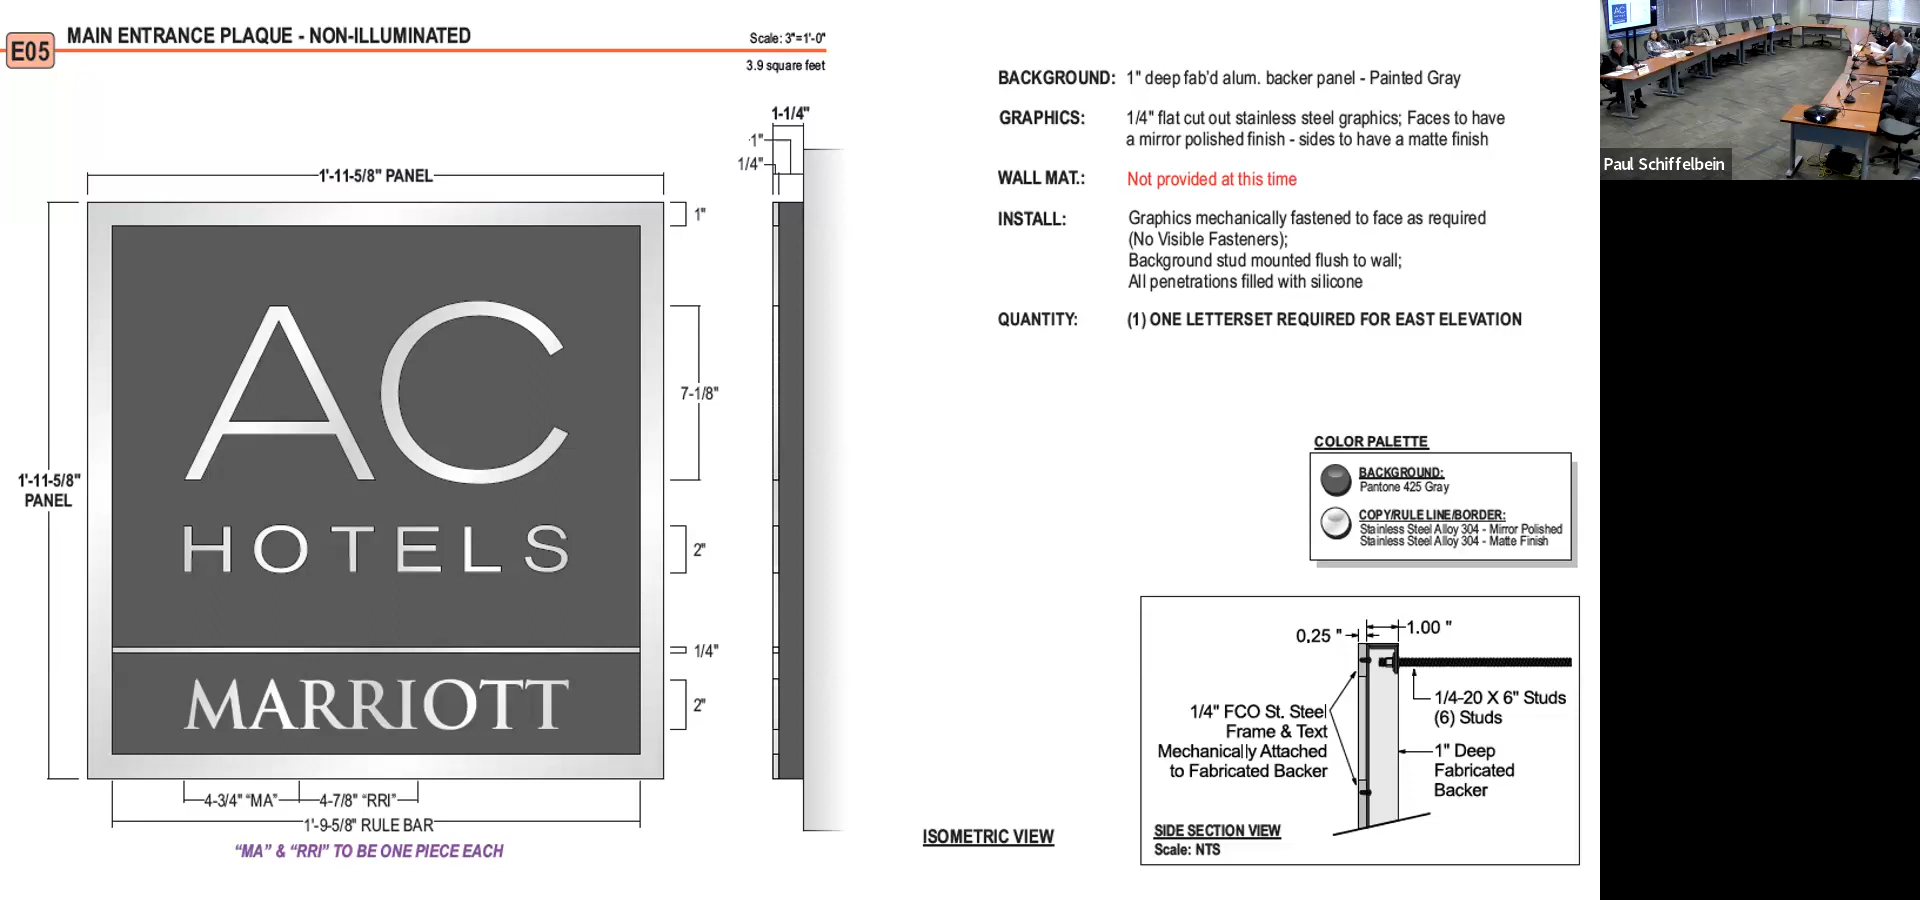 E05
MAIN ENTRANCE PLAQUE - NON-ILLUMINATED
Scale: 3"=1'-0"
3.9 square feet
1-1/4"
1"
1/4"
1'-11-5/8" PANEL
1"
AC
7-1/8"
1'-11-5/8"
PANEL
HOTELS
2"
1/4"
MARRIOTT
2"
4-3/4" “MA”
4-7/8" “RRI”
1'-9-5/8" RULE BAR
“MA” & “RRI” TO BE ONE PIECE EACH
BACKGROUND: 1" deep fab'd alum. backer panel - Painted Gray
GRAPHICS: 1/4" flat cut out stainless steel graphics; Faces to have
a mirror polished finish - sides to have a matte finish
WALL MAT.: Not provided at this time
INSTALL: Graphics mechanically fastened to face as required
(No Visible Fasteners);
Background stud mounted flush to wall;
All penetrations filled with silicone
QUANTITY: (1) ONE LETTERSET REQUIRED FOR EAST ELEVATION
COLOR PALETTE
BACKGROUND:
Pantone 425 Gray
COPY/RULE LINE/BORDER:
Stainless Steel Alloy 304 - Mirror Polished
Stainless Steel Alloy 304 - Matte Finish
ISOMETRIC VIEW
0.25 "
1.00 "
1/4-20 X 6" Studs
(6) Studs
1/4" FCO St. Steel
Frame & Text
Mechanically Attached
to Fabricated Backer
1" Deep
Fabricated
Backer
SIDE SECTION VIEW
Scale: NTS
AC
Paul Schiffelbein